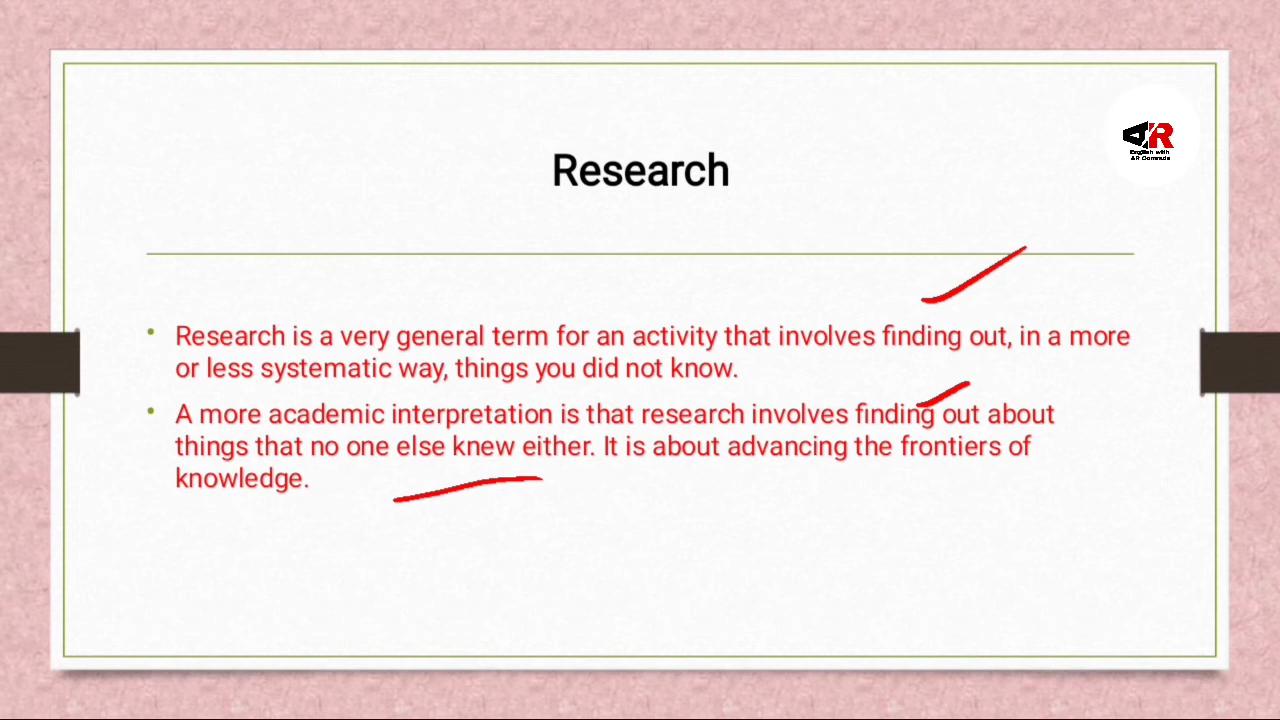 AR
English with
AR Comrade
Research
• Research is a very general term for an activity that involves finding out, in a more
or less systematic way, things you did not know.
• A more academic interpretation is that research involves finding out about
things that no one else knew either. It is about advancing the frontiers of
knowledge.